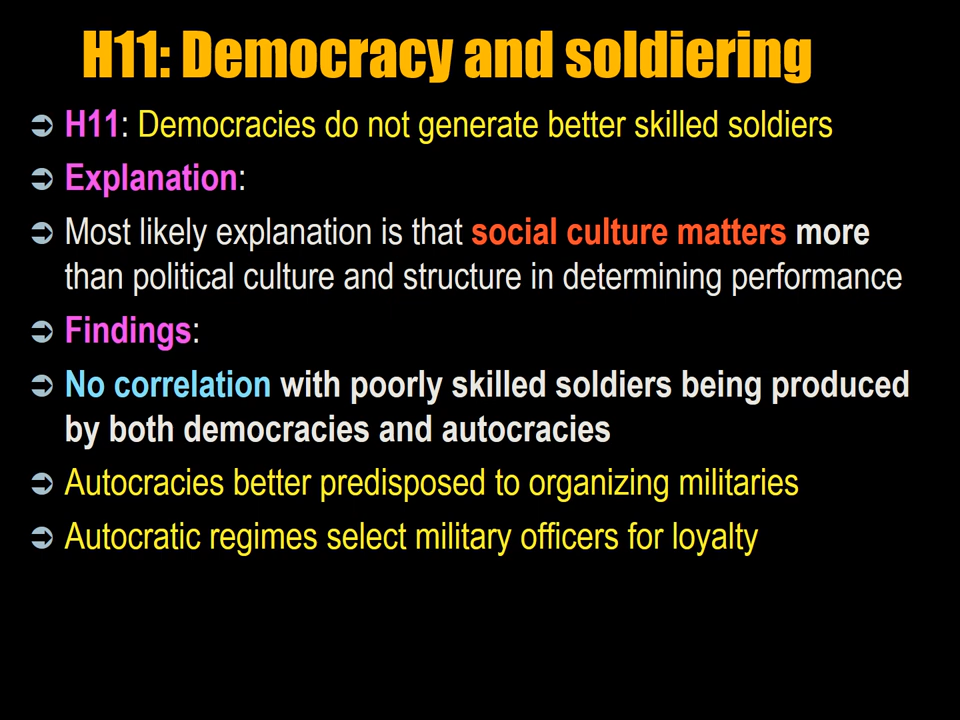 H11: Democracy and soldiering
➲ H11: Democracies do not generate better skilled soldiers
➲ Explanation:
➲ Most likely explanation is that social culture matters more
than political culture and structure in determining performance
➲ Findings:
➲ No correlation with poorly skilled soldiers being produced
by both democracies and autocracies
➲ Autocracies better predisposed to organizing militaries
➲ Autocratic regimes select military officers for loyalty